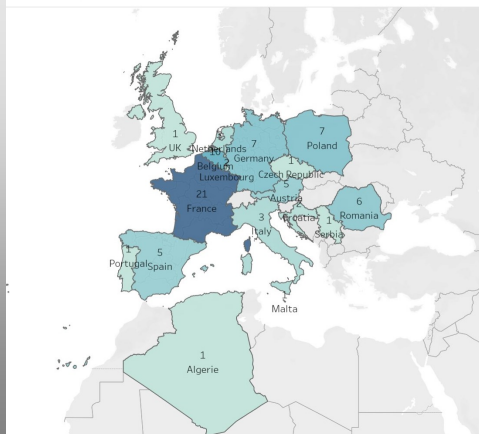 1
UK
Netherlands
7
Germany
7
Poland
Belgium
2
Luxembourg
Czech Republic
21
France
5
Austria
3
Italy
Croatia
1
Serbia
6
Romania
1
Portugal
5
Spain
1
Malta
1
Algerie